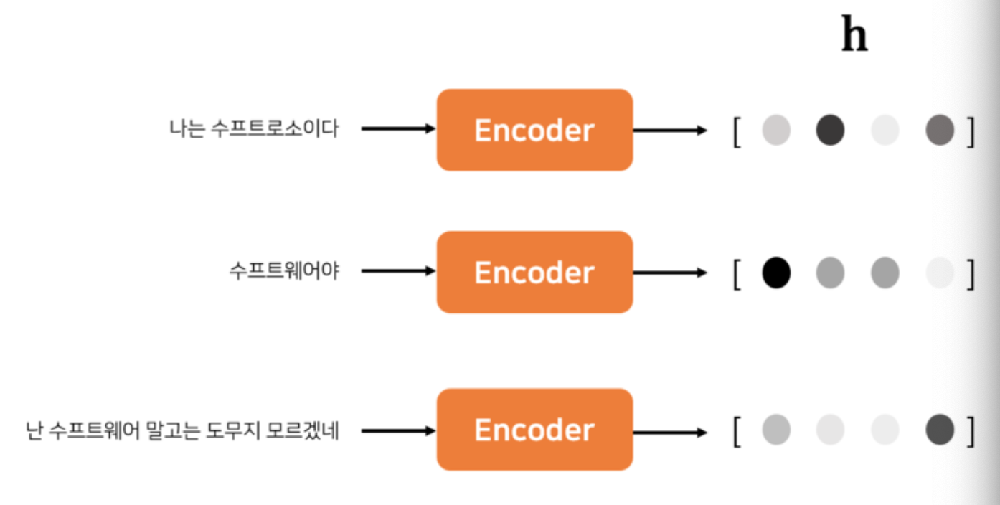 h
나는 수프트로소이다
Encoder
[ ]
수프트웨어야
Encoder
[ ]
난 수프트웨어 말고는 도무지 모르겠네
Encoder
[ ]